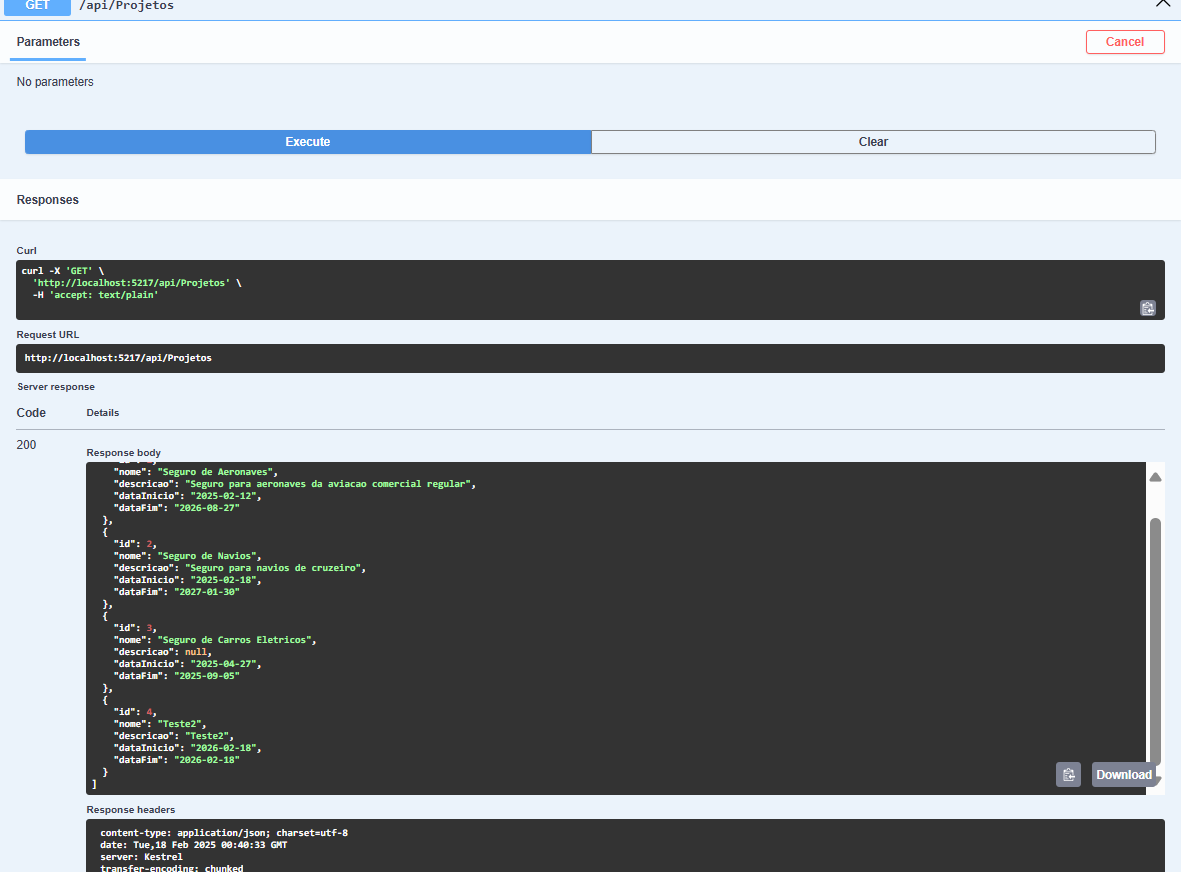 GET /api/Projetos
Parameters
Cancel
No parameters
Execute
Clear
Responses
Curl
curl -X 'GET' \
'http://localhost:5217/api/Projetos' \
-H 'accept: text/plain'
Request URL
http://localhost:5217/api/Projetos
Server response
Code Details
200
Response body
"nome": "Seguro de Aeronaves",
"descricao": "Seguro para aeronaves da aviacao comercial regular",
"dataInicio": "2025-02-12",
"dataFim": "2026-08-27"
},
{
"id": 2,
"nome": "Seguro de Navios",
"descricao": "Seguro para navios de cruzeiro",
"dataInicio": "2025-02-18",
"dataFim": "2027-01-30"
},
{
"id": 3,
"nome": "Seguro de Carros Eletricos",
"descricao": null,
"dataInicio": "2025-04-27",
"dataFim": "2025-09-05"
},
{
"id": 4,
"nome": "Teste2",
"descricao": "Teste2",
"dataInicio": "2026-02-18",
"dataFim": "2026-02-18"
}
]
Download
Response headers
content-type: application/json; charset=utf-8
date: Tue,18 Feb 2025 00:40:33 GMT
server: Kestrel
transfer-encoding: chunked